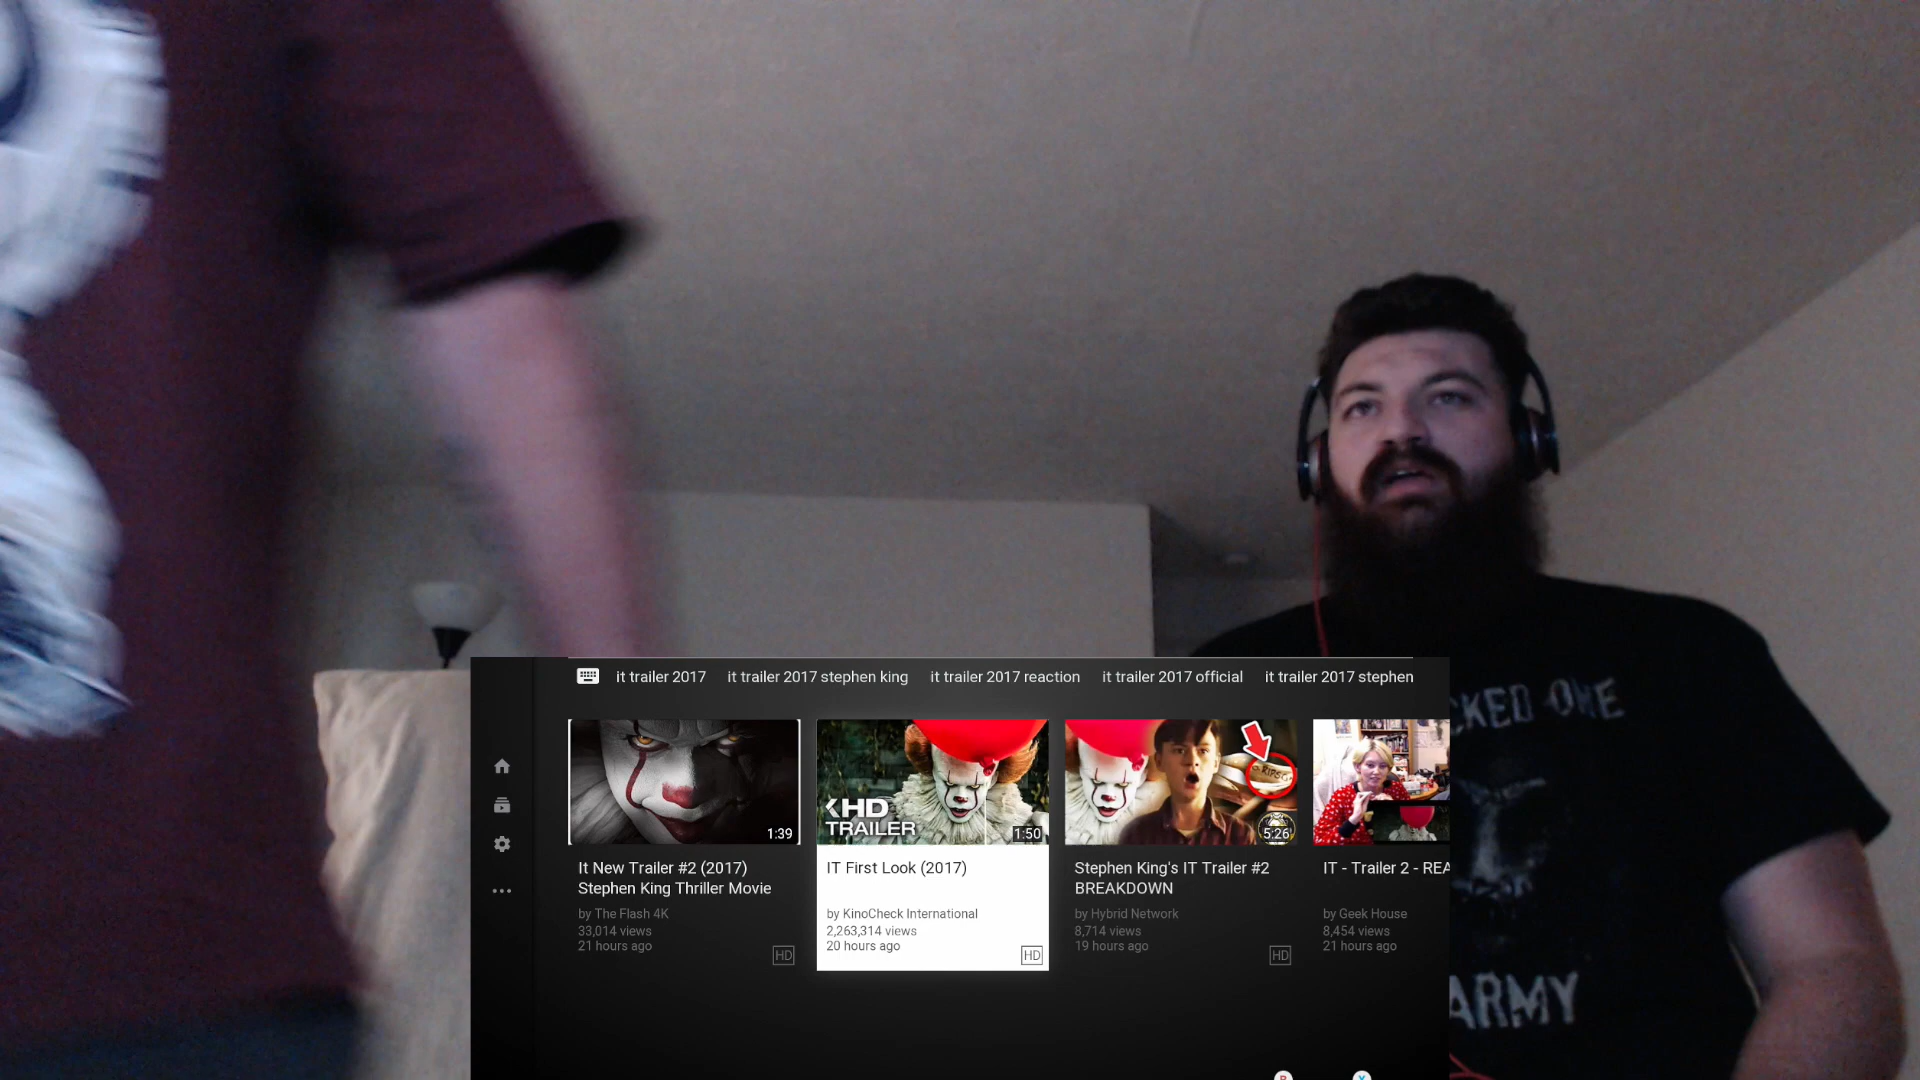 it trailer 2017 it trailer 2017 stephen king it trailer 2017 reaction it trailer 2017 official it trailer 2017 stephen
CKED ONE
KHD
TRAILER
1:39
1:50
5:26
It New Trailer #2 (2017)
Stephen King Thriller Movie
by The Flash 4K
33,014 views
21 hours ago
HD
IT First Look (2017)
by KinoCheck International
2,263,314 views
20 hours ago
HD
Stephen King's IT Trailer #2
BREAKDOWN
by Hybrid Network
8,714 views
19 hours ago
HD
IT - Trailer 2 - REA
by Geek House
8,454 views
21 hours ago
ARMY